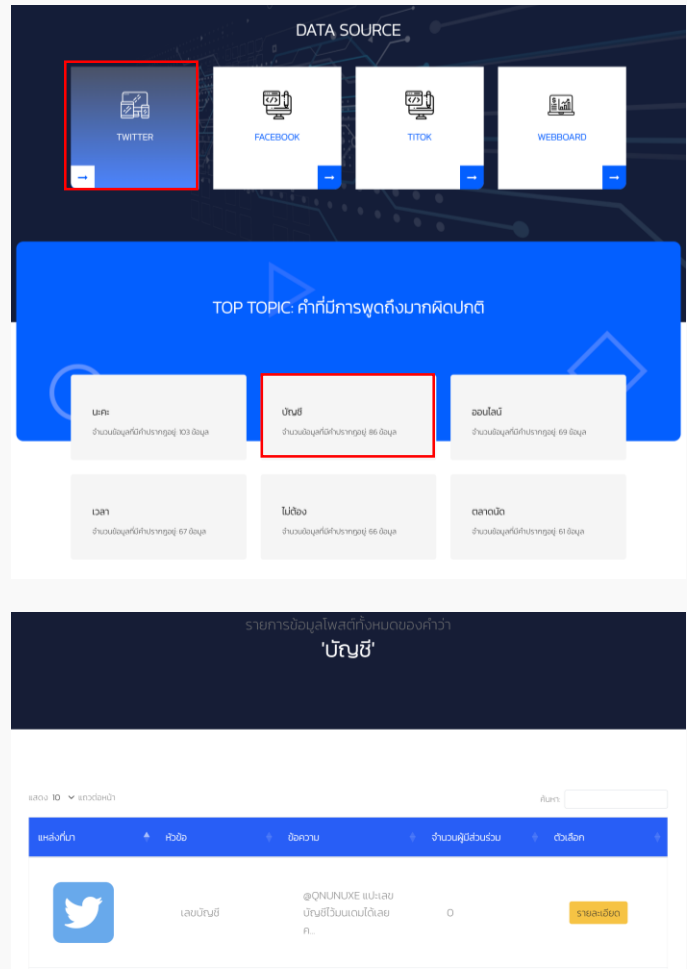 DATA SOURCE
TWITTER
FACEBOOK
TITOK
WEBBOARD
TOP TOPIC: คำที่มีการพูดถึงมากผิดปกติ
นะคะ
จำนวนข้อมูลที่มีคำปรากฏอยู่ 103 ข้อมูล
บัญชี
จำนวนข้อมูลที่มีคำปรากฏอยู่ 86 ข้อมูล
ออนไลน์
จำนวนข้อมูลที่มีคำปรากฏอยู่ 69 ข้อมูล
เวลา
จำนวนข้อมูลที่มีคำปรากฏอยู่ 67 ข้อมูล
ไม่ต้อง
จำนวนข้อมูลที่มีคำปรากฏอยู่ 66 ข้อมูล
ตลาดนัด
จำนวนข้อมูลที่มีคำปรากฏอยู่ 61 ข้อมูล
รายการข้อมูลโพสต์ทั้งหมดของคำว่า
'บัญชี'
แสดง 10 แถวต่อหน้า
ค้นหา
แหล่งที่มา หัวข้อ ข้อความ จำนวนผู้มีส่วนร่วม ตัวเลือก
@QNUNUXE แปะเลข
บัญชีไว้มนเดมได้เลย
ค..
เลขบัญชี
0
รายละเอียด